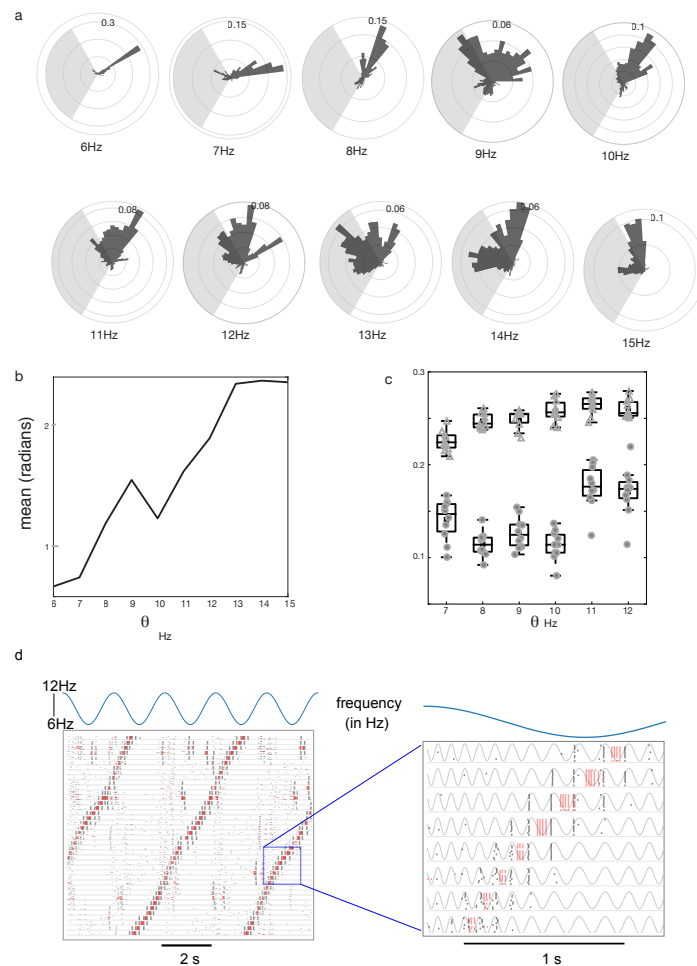 a
0.3
0.15
0.15
0.06
0.1
6Hz
7Hz
8Hz
9Hz
10Hz
0.08
0.08
0.06
0.06
0.1
11Hz
12Hz
13Hz
14Hz
15Hz
b
2
1
mean (radians)
6 7 8 9 10 11 12 13 14 15
θ Hz
c
0.3
0.2
0.1
7 8 9 10 11 12
θ Hz
d
12Hz
6Hz
frequency
(in Hz)
2 s
1 s